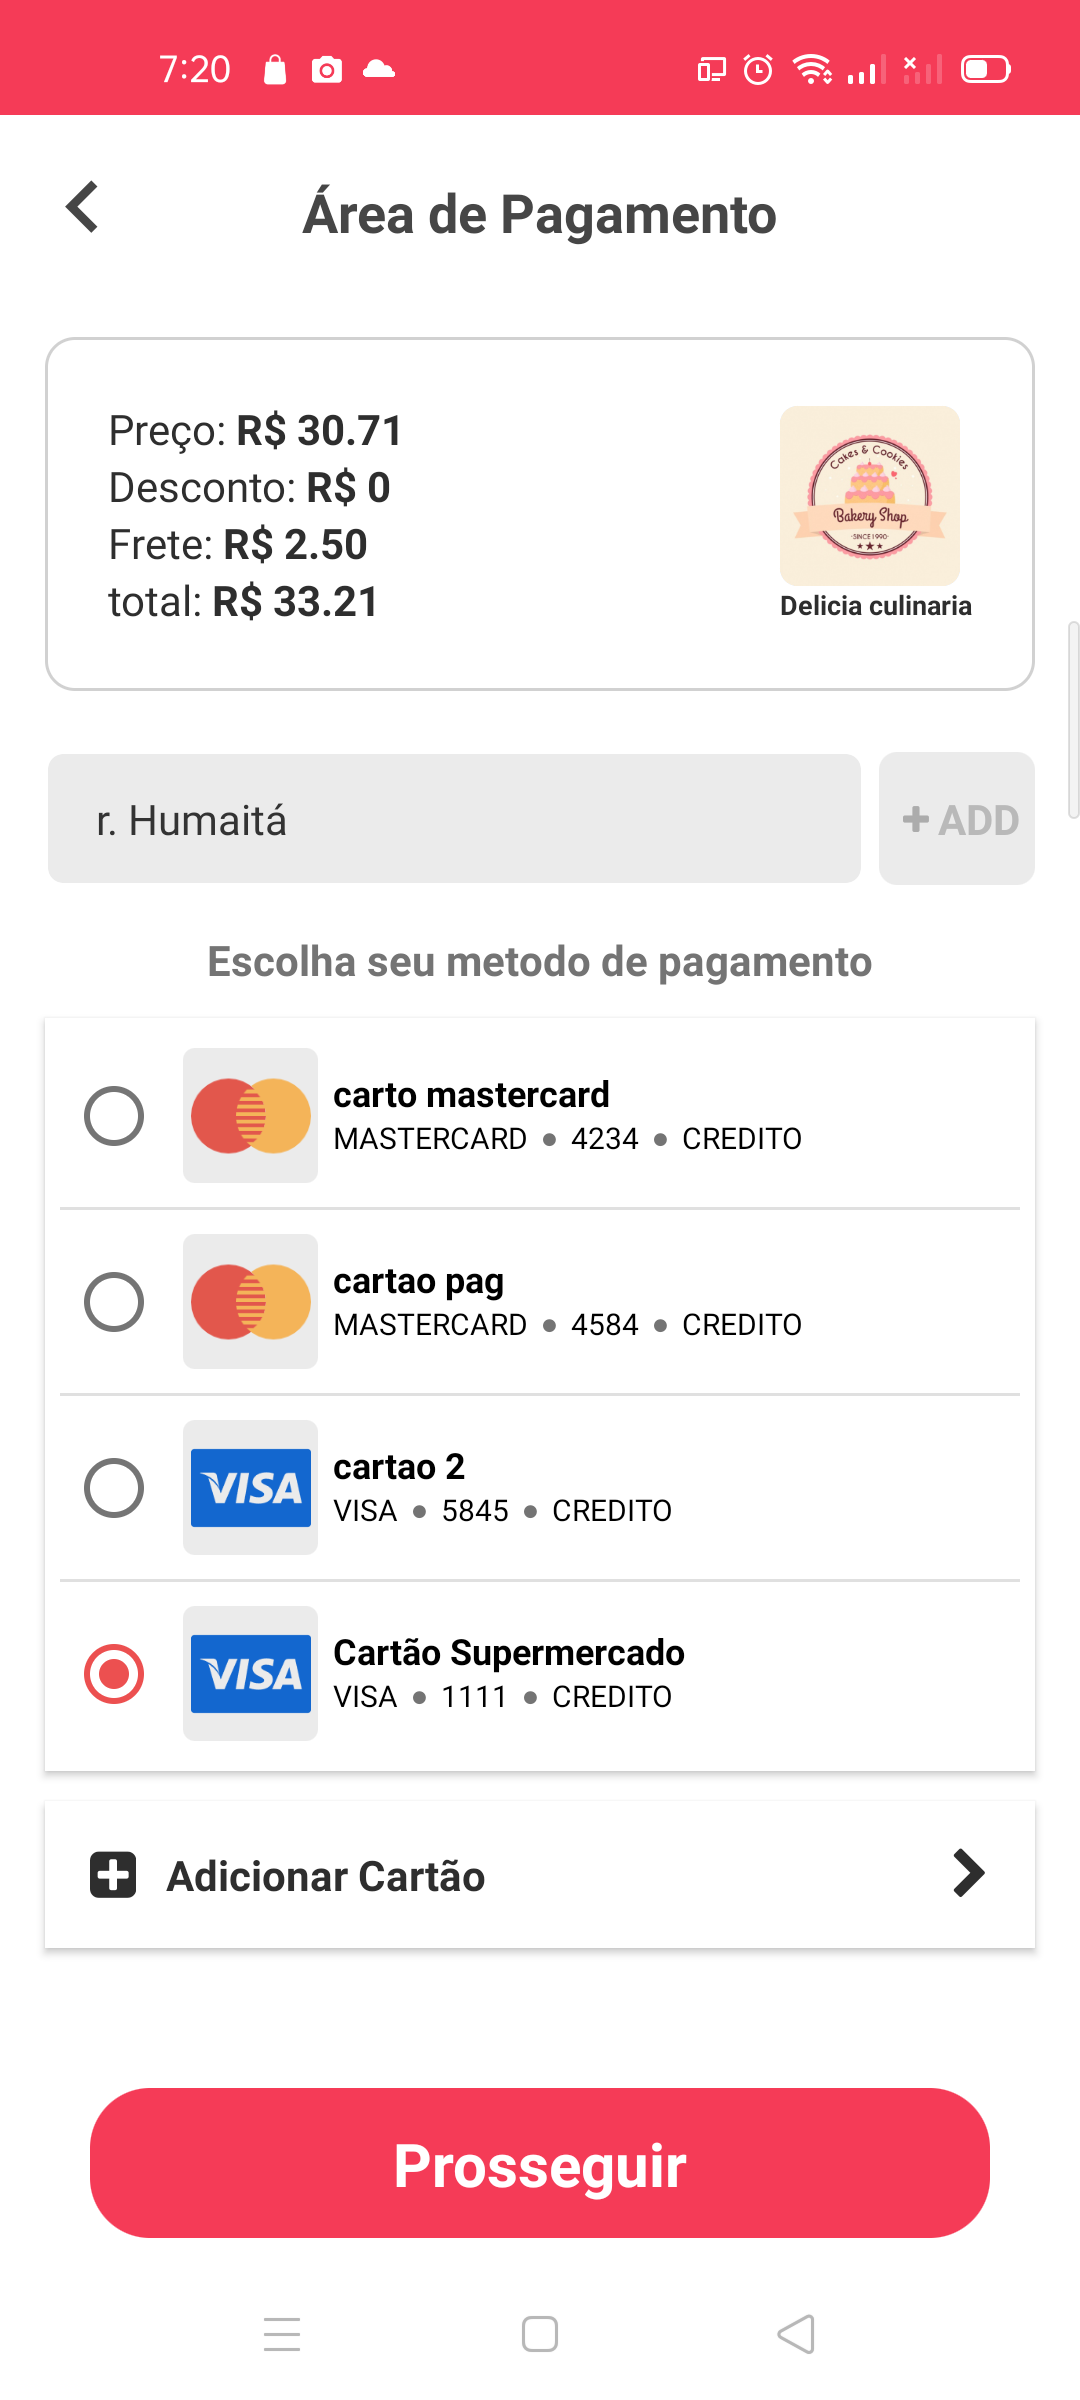 7:20
Área de Pagamento
Preço: R$ 30.71
Desconto: R$ 0
Frete: R$ 2.50
total: R$ 33.21
Cakes & Cookies
Bakery Shop
-SINCE 1990-
Delicia culinaria
r. Humaitá
+ ADD
Escolha seu metodo de pagamento
carto mastercard
MASTERCARD ● 4234 ● CREDITO
cartao pag
MASTERCARD ● 4584 ● CREDITO
VISA
cartao 2
VISA ● 5845 ● CREDITO
VISA
Cartão Supermercado
VISA ● 1111 ● CREDITO
Adicionar Cartão
Prosseguir